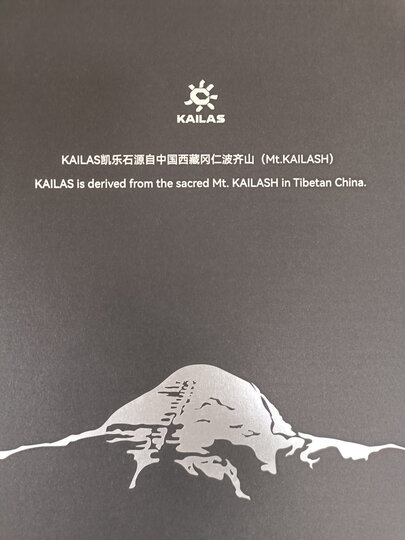 KAILAS
KAILAS凯乐石源自中国西藏冈仁波齐山（Mt.KAILASH）
KAILAS is derived from the sacred Mt. KAILASH in Tibetan China.